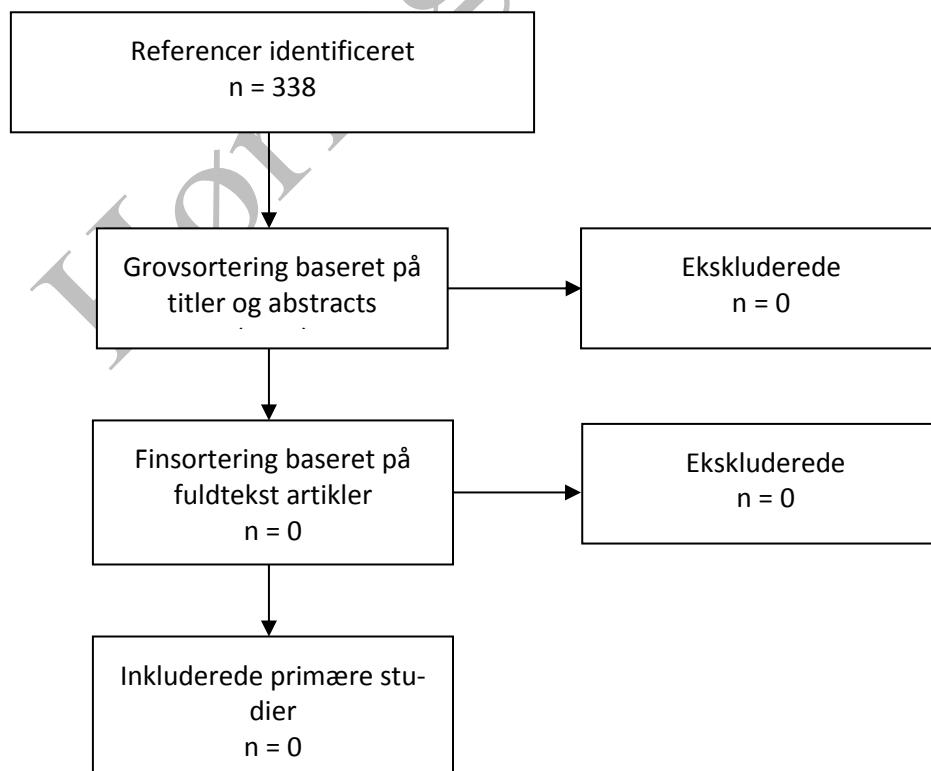 Referencer identificeret
n = 338
Grovsortering baseret på
titler og abstracts
Ekskluderede
n = 0
Finsortering baseret på
fuldtekst artikler
n = 0
Ekskluderede
n = 0
Inkluderede primære stu-
dier
n = 0